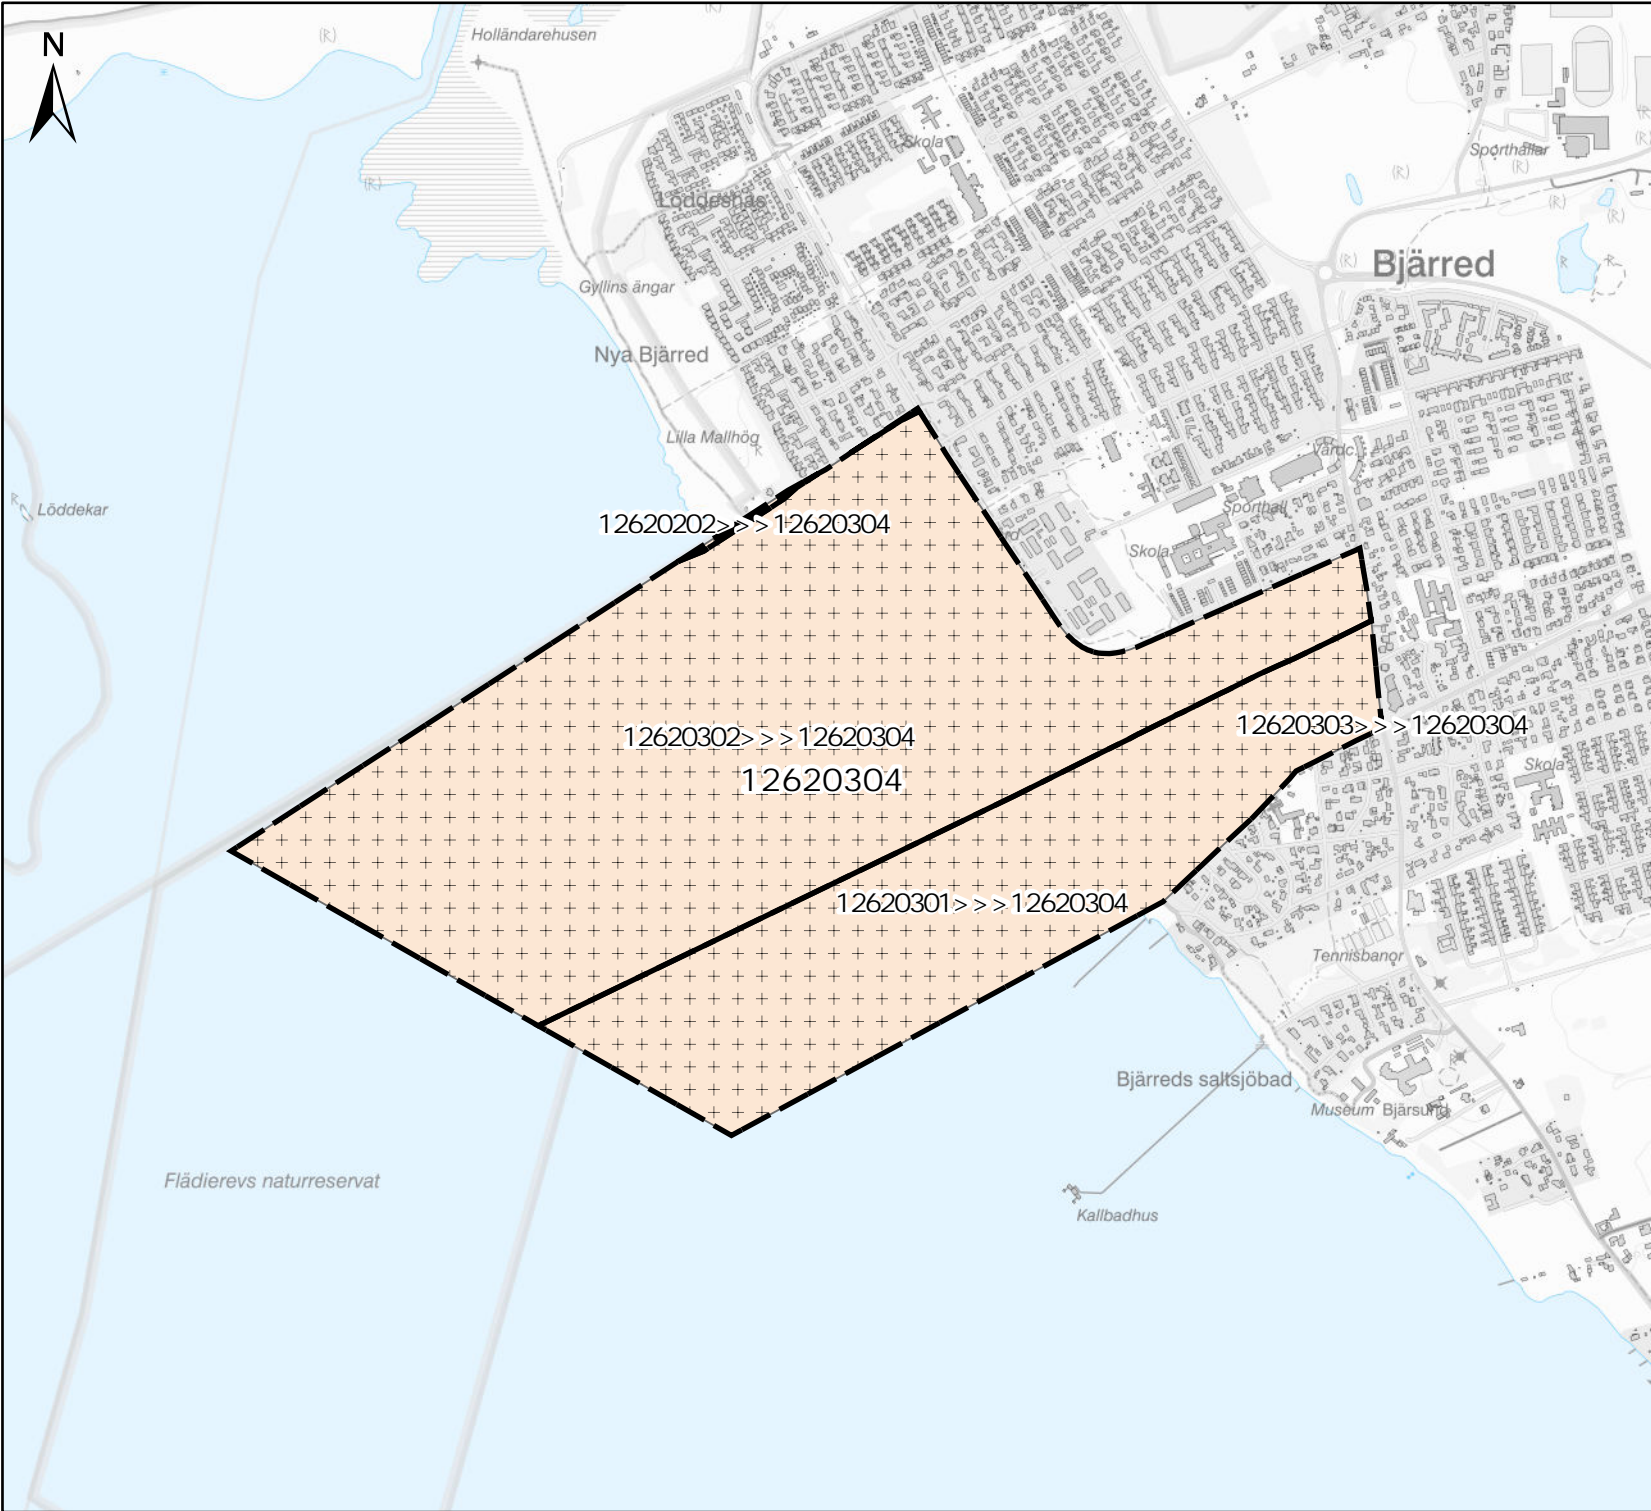 Holländarehusen
N
(R)
(R)
Skola
Sporthallar
(R)
(R)
(R)
Löddesnäs
(R)
(R)
(R)
Bjärred
R
R
Gyllins ängar
Nya Bjärred
Lilla Mallhög
R
Vårdc.
R
Löddekar
Sporthall
12620202>>>12620304
Skola
12620303>>>12620304
12620302>>>12620304
Skola
12620304
12620301>>>12620304
Tennisbanor
Bjärreds saltsjöbad
Museum Bjärsund
Flädierevs naturreservat
Kallbadhus